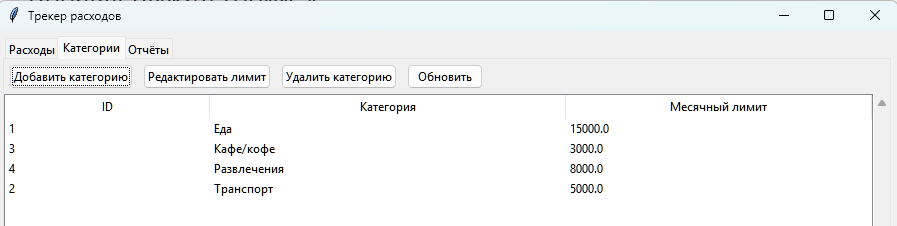 Трекер расходов
Расходы Категории Отчёты
Добавить категорию Редактировать лимит Удалить категорию Обновить
ID Категория Месячный лимит
1 Еда 15000.0
3 Кафе/кофе 3000.0
4 Развлечения 8000.0
2 Транспорт 5000.0